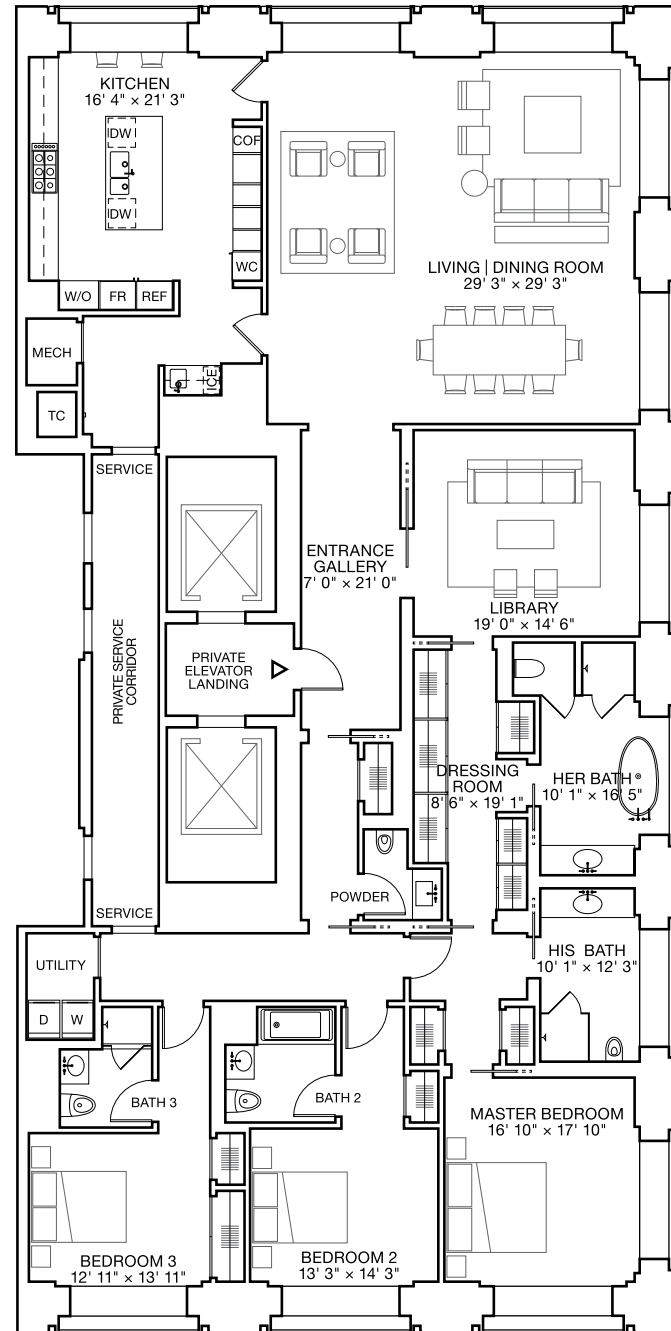 KITCHEN
16' 4" × 21' 3"
DW
COF
DW
WC
W/O
FR
REF
LIVING | DINING ROOM
29' 3" × 29' 3"
MECH
ICE
TC
SERVICE
ENTRANCE
GALLERY
7' 0" × 21' 0"
LIBRARY
19' 0" × 14' 6"
PRIVATE SERVICE
CORRIDOR
PRIVATE
ELEVATOR
LANDING
DRESSING
ROOM
8' 6" × 19' 1"
HER BATH
10' 1" × 16' 5"
POWDER
SERVICE
UTILITY
D
W
HIS BATH
10' 1" × 12' 3"
BATH 3
BATH 2
MASTER BEDROOM
16' 10" × 17' 10"
BEDROOM 3
12' 11" × 13' 11"
BEDROOM 2
13' 3" × 14' 3"